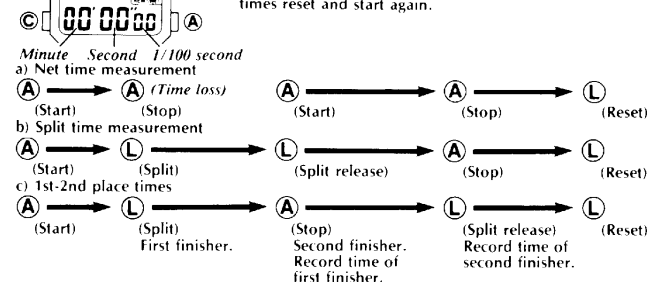 times reset and start again.
C 00'00"00 A
Minute Second 1/100 second
a) Net time measurement
A A (Time loss) A A L
(Start) (Stop) (Start) (Stop) (Reset)
b) Split time measurement
A L L A L
(Start) (Split) (Split release) (Stop) (Reset)
c) 1st-2nd place times
A L A L L
(Start) (Split) (Stop) (Split release) (Reset)
First finisher. Second finisher. Record time of
Record time of second finisher.
first finisher.